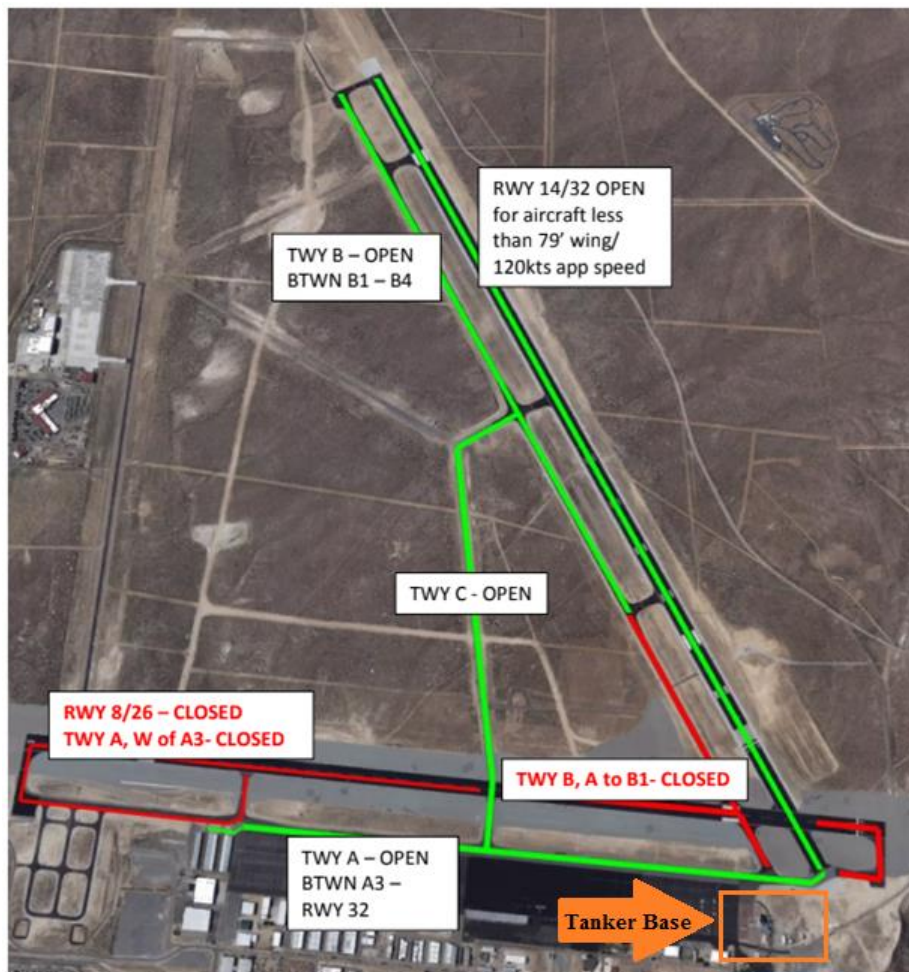 RWY 14/32 OPEN
for aircraft less
than 79' wing/
120kts app speed
TWY B – OPEN
BTWN B1 – B4
TWY C - OPEN
RWY 8/26 – CLOSED
TWY A, W of A3- CLOSED
TWY B, A to B1- CLOSED
TWY A – OPEN
BTWN A3 –
RWY 32
Tanker Base